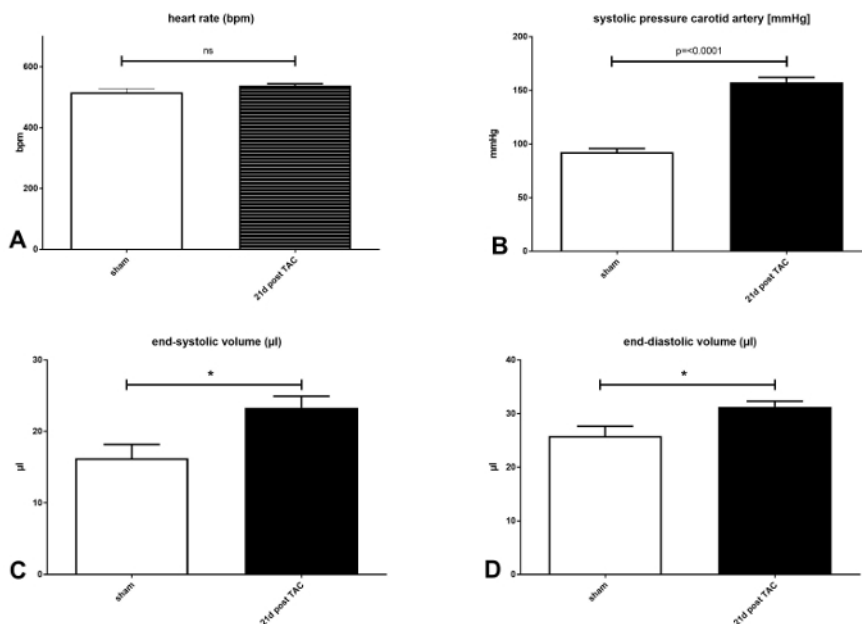 heart rate (bpm)
ns
600
400
200
0
bpm
sham
21d post TAC
A
systolic pressure carotid artery [mmHg]
p=<0.0001
200
150
100
50
0
mmHg
sham
21d post TAC
B
end-systolic volume (µl)
*
30
20
10
0
µl
sham
21d post TAC
C
end-diastolic volume (µl)
*
40
30
20
10
0
µl
sham
21d post TAC
D